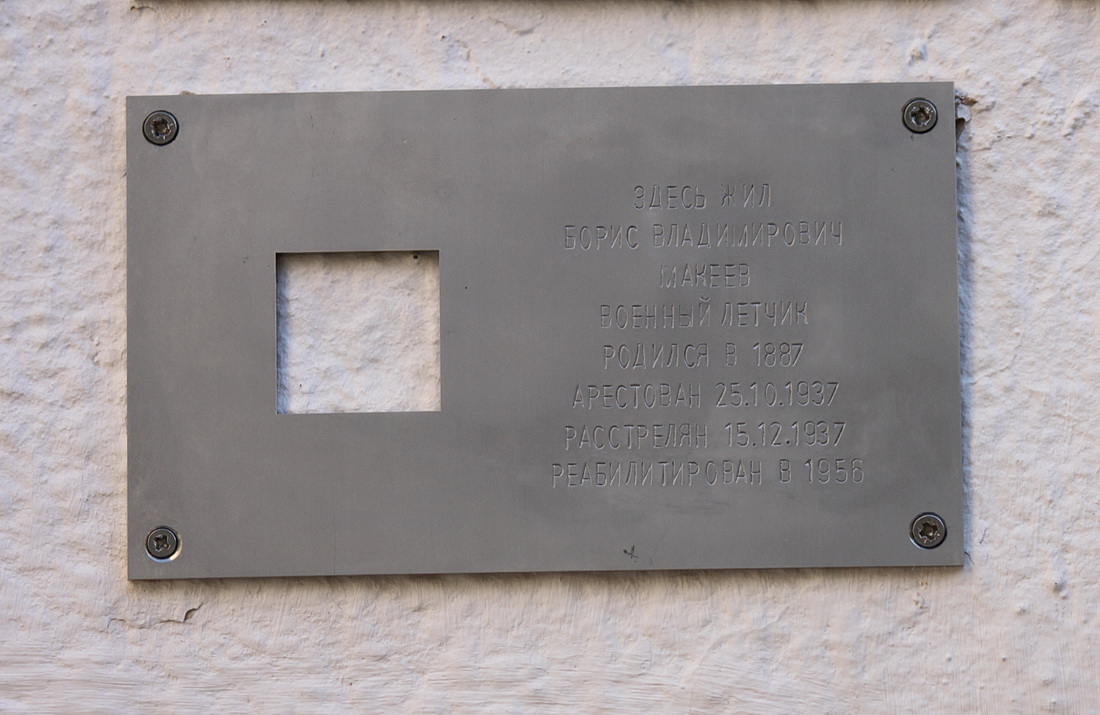 ЗДЕСЬ ЖИЛ
БОРИС ВЛАДИМИРОВИЧ
МАКЕЕВ
ВОЕННЫЙ ЛЕТЧИК
РОДИЛСЯ В 1887
АРЕСТОВАН 25.10.1937
РАССТРЕЛЯН 15.12.1937
РЕАБИЛИТИРОВАН В 1956